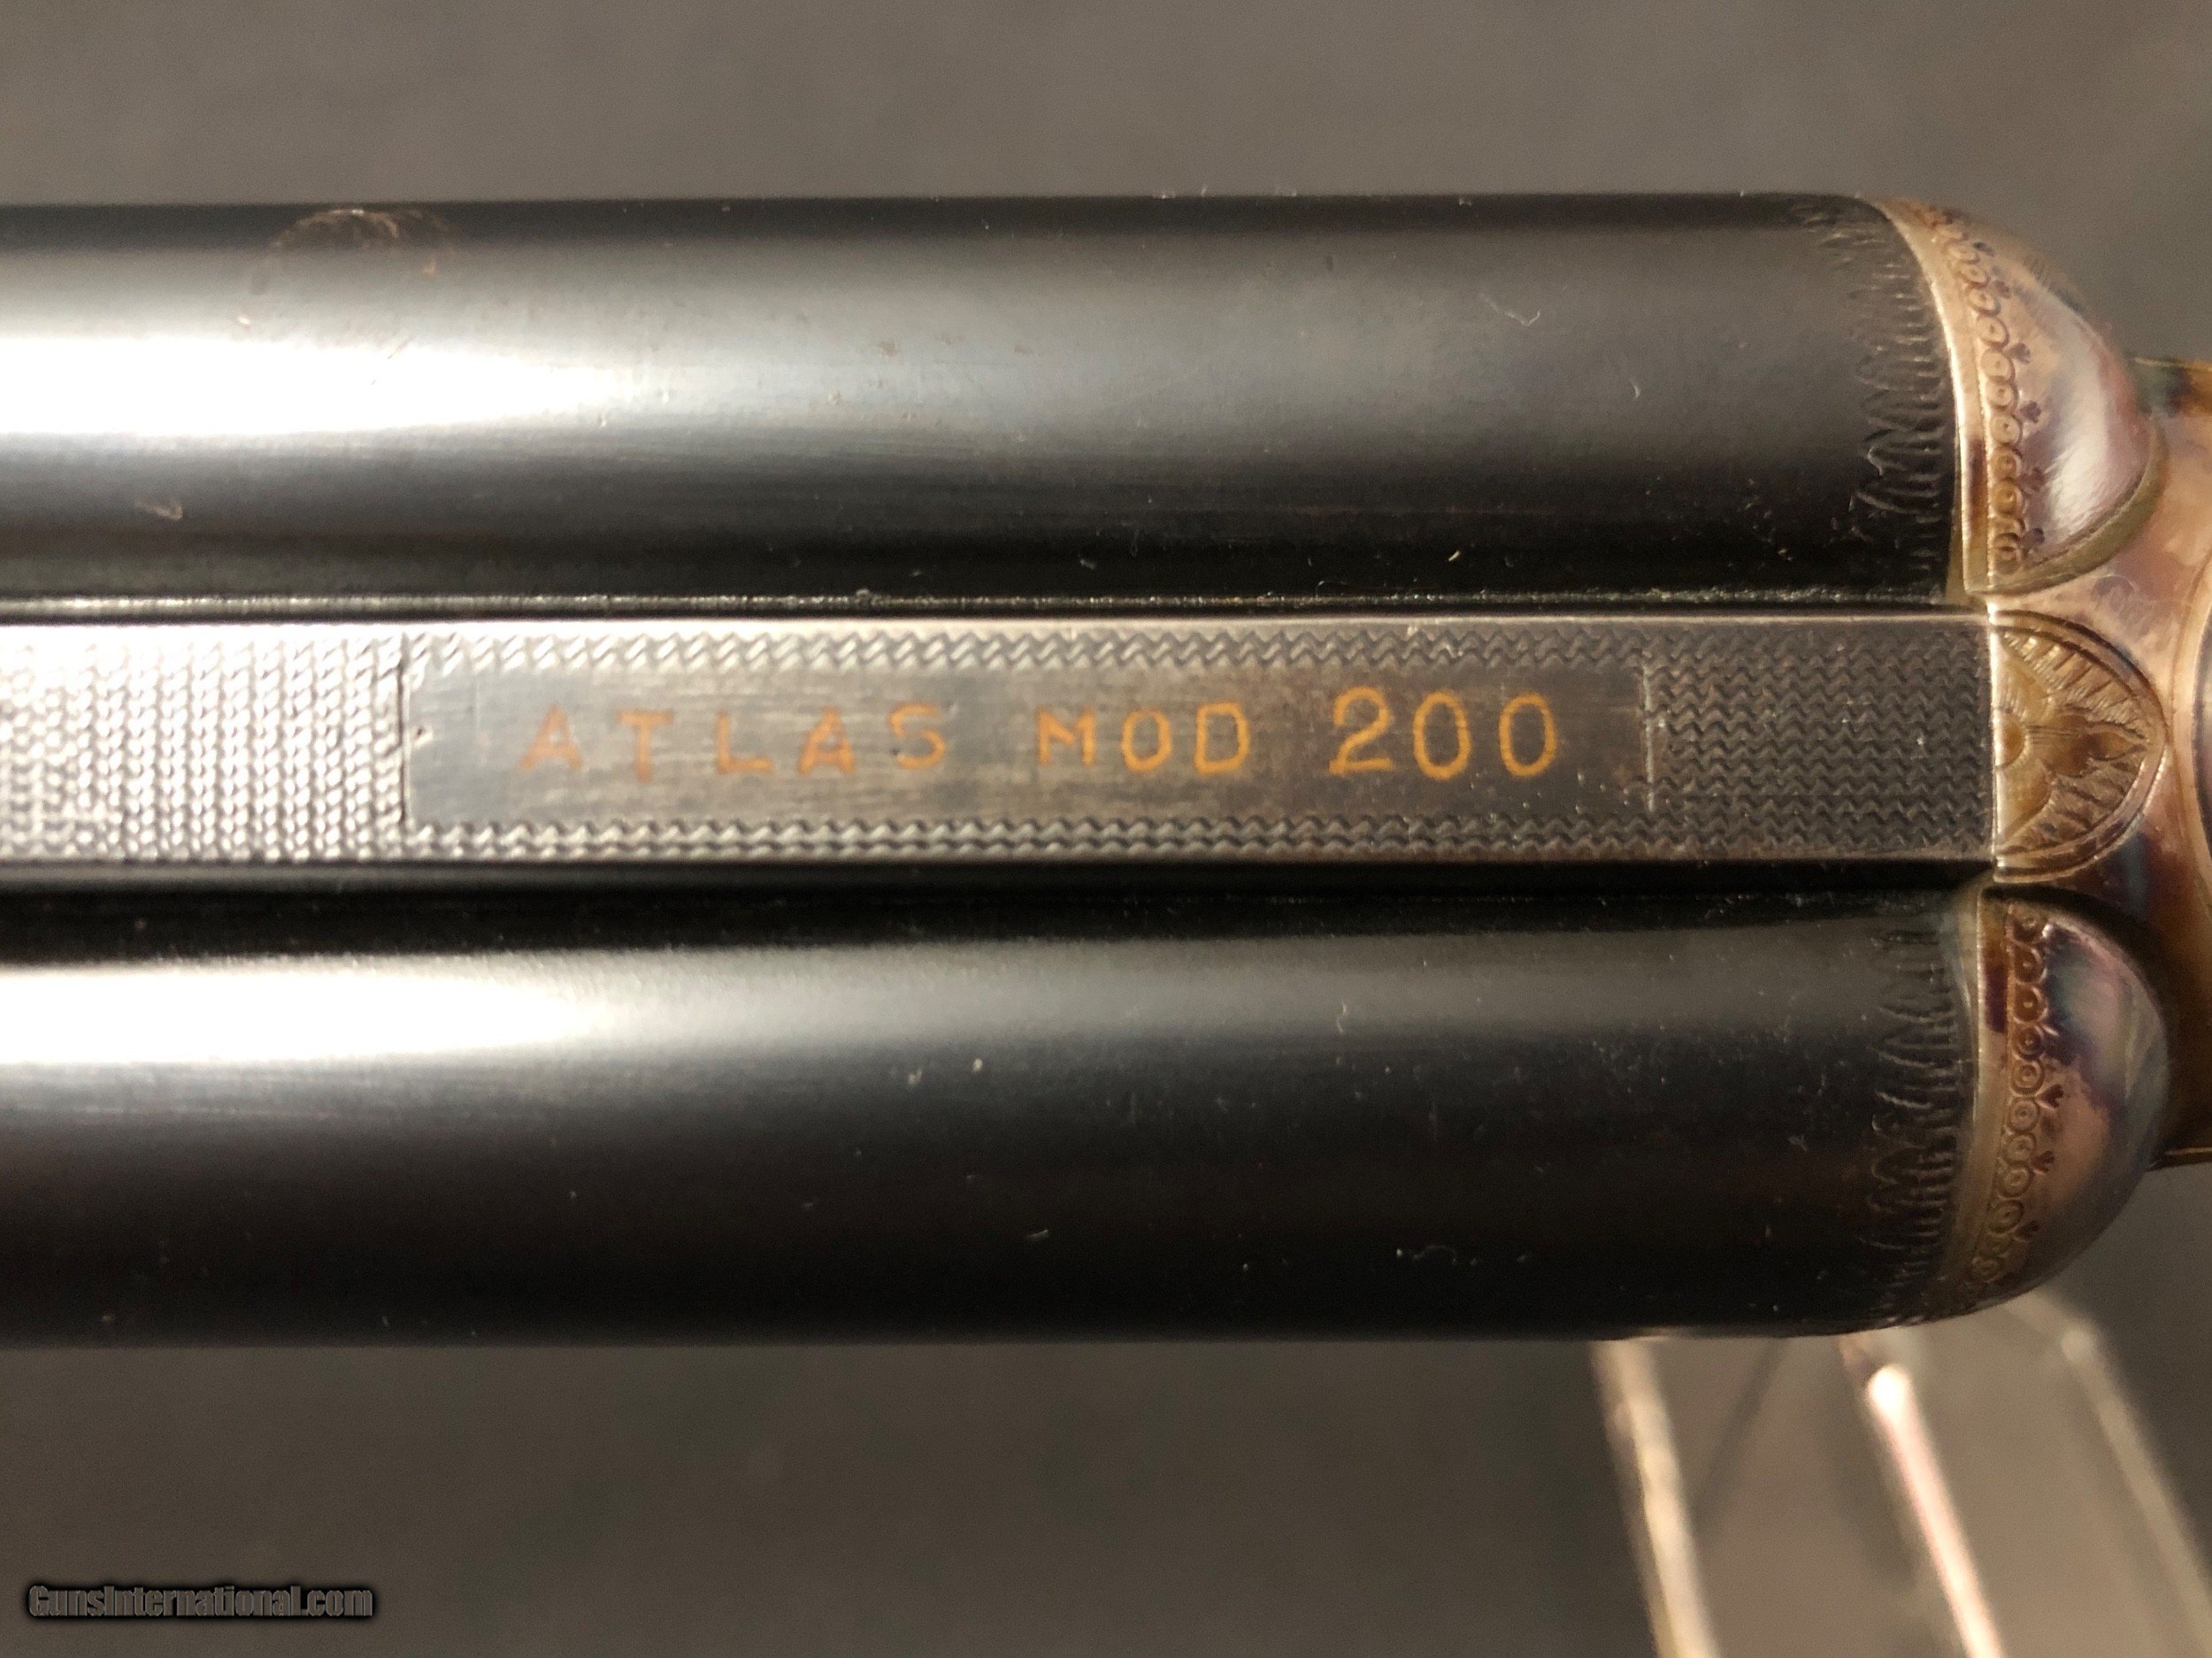 ATLAS MOD 200
GunsInternational.com